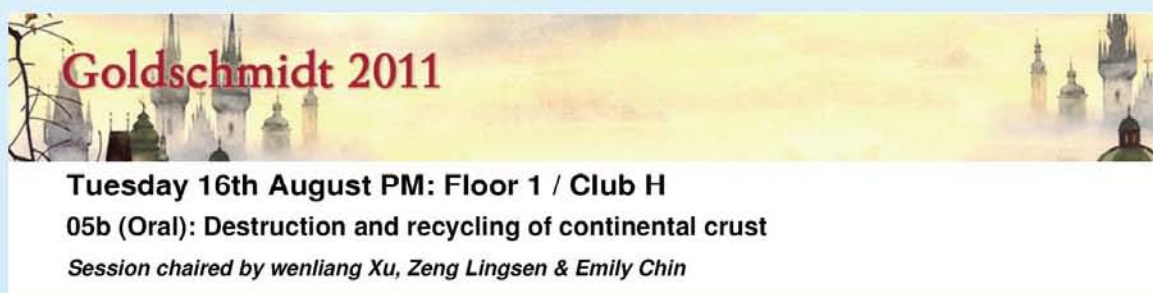 Goldschmidt 2011
Tuesday 16th August PM: Floor 1 / Club H
05b (Oral): Destruction and recycling of continental crust
Session chaired by wenliang Xu, Zeng Lingsen & Emily Chin